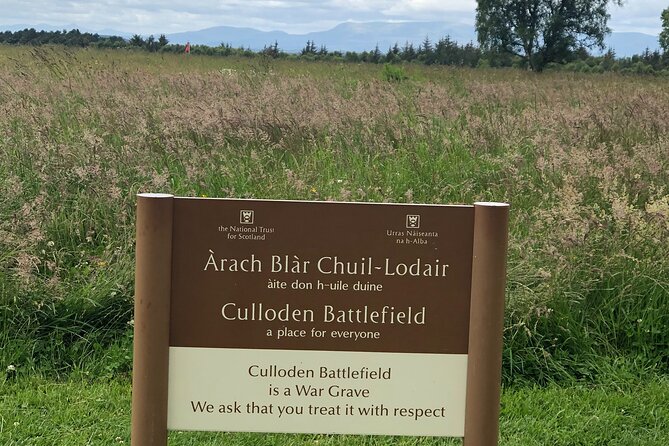 the National Trust
for Scotland
Urras Nàiseanta
na h-Alba
Àrach Blàr Chuil-Lodair
àite don h-uile duine
Culloden Battlefield
a place for everyone
Culloden Battlefield
is a War Grave
We ask that you treat it with respect